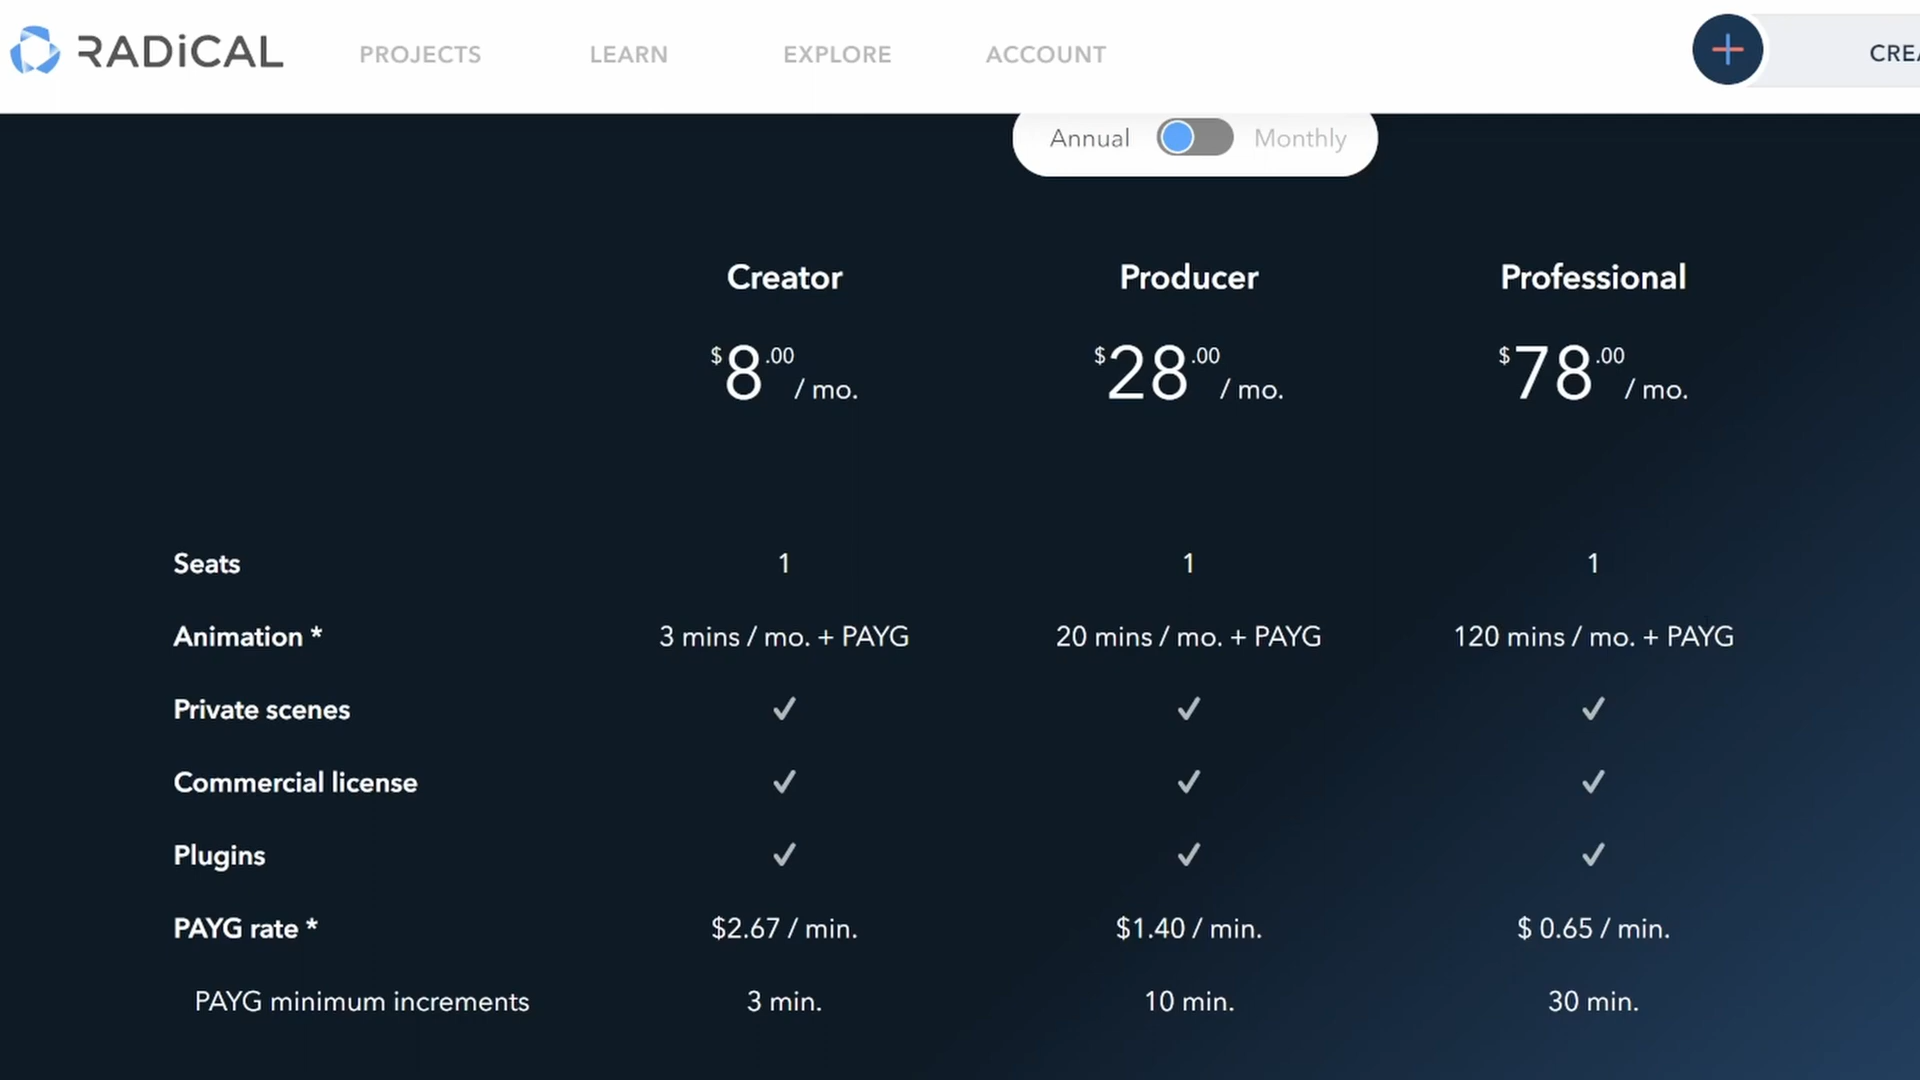 RADiCAL PROJECTS LEARN EXPLORE ACCOUNT
Annual Monthly
Creator Producer Professional
$8.00 / mo. $28.00 / mo. $78.00 / mo.
Seats 1 1 1
Animation * 3 mins / mo. + PAYG 20 mins / mo. + PAYG 120 mins / mo. + PAYG
Private scenes ✓ ✓ ✓
Commercial license ✓ ✓ ✓
Plugins ✓ ✓ ✓
PAYG rate * $2.67 / min. $1.40 / min. $ 0.65 / min.
PAYG minimum increments 3 min. 10 min. 30 min.